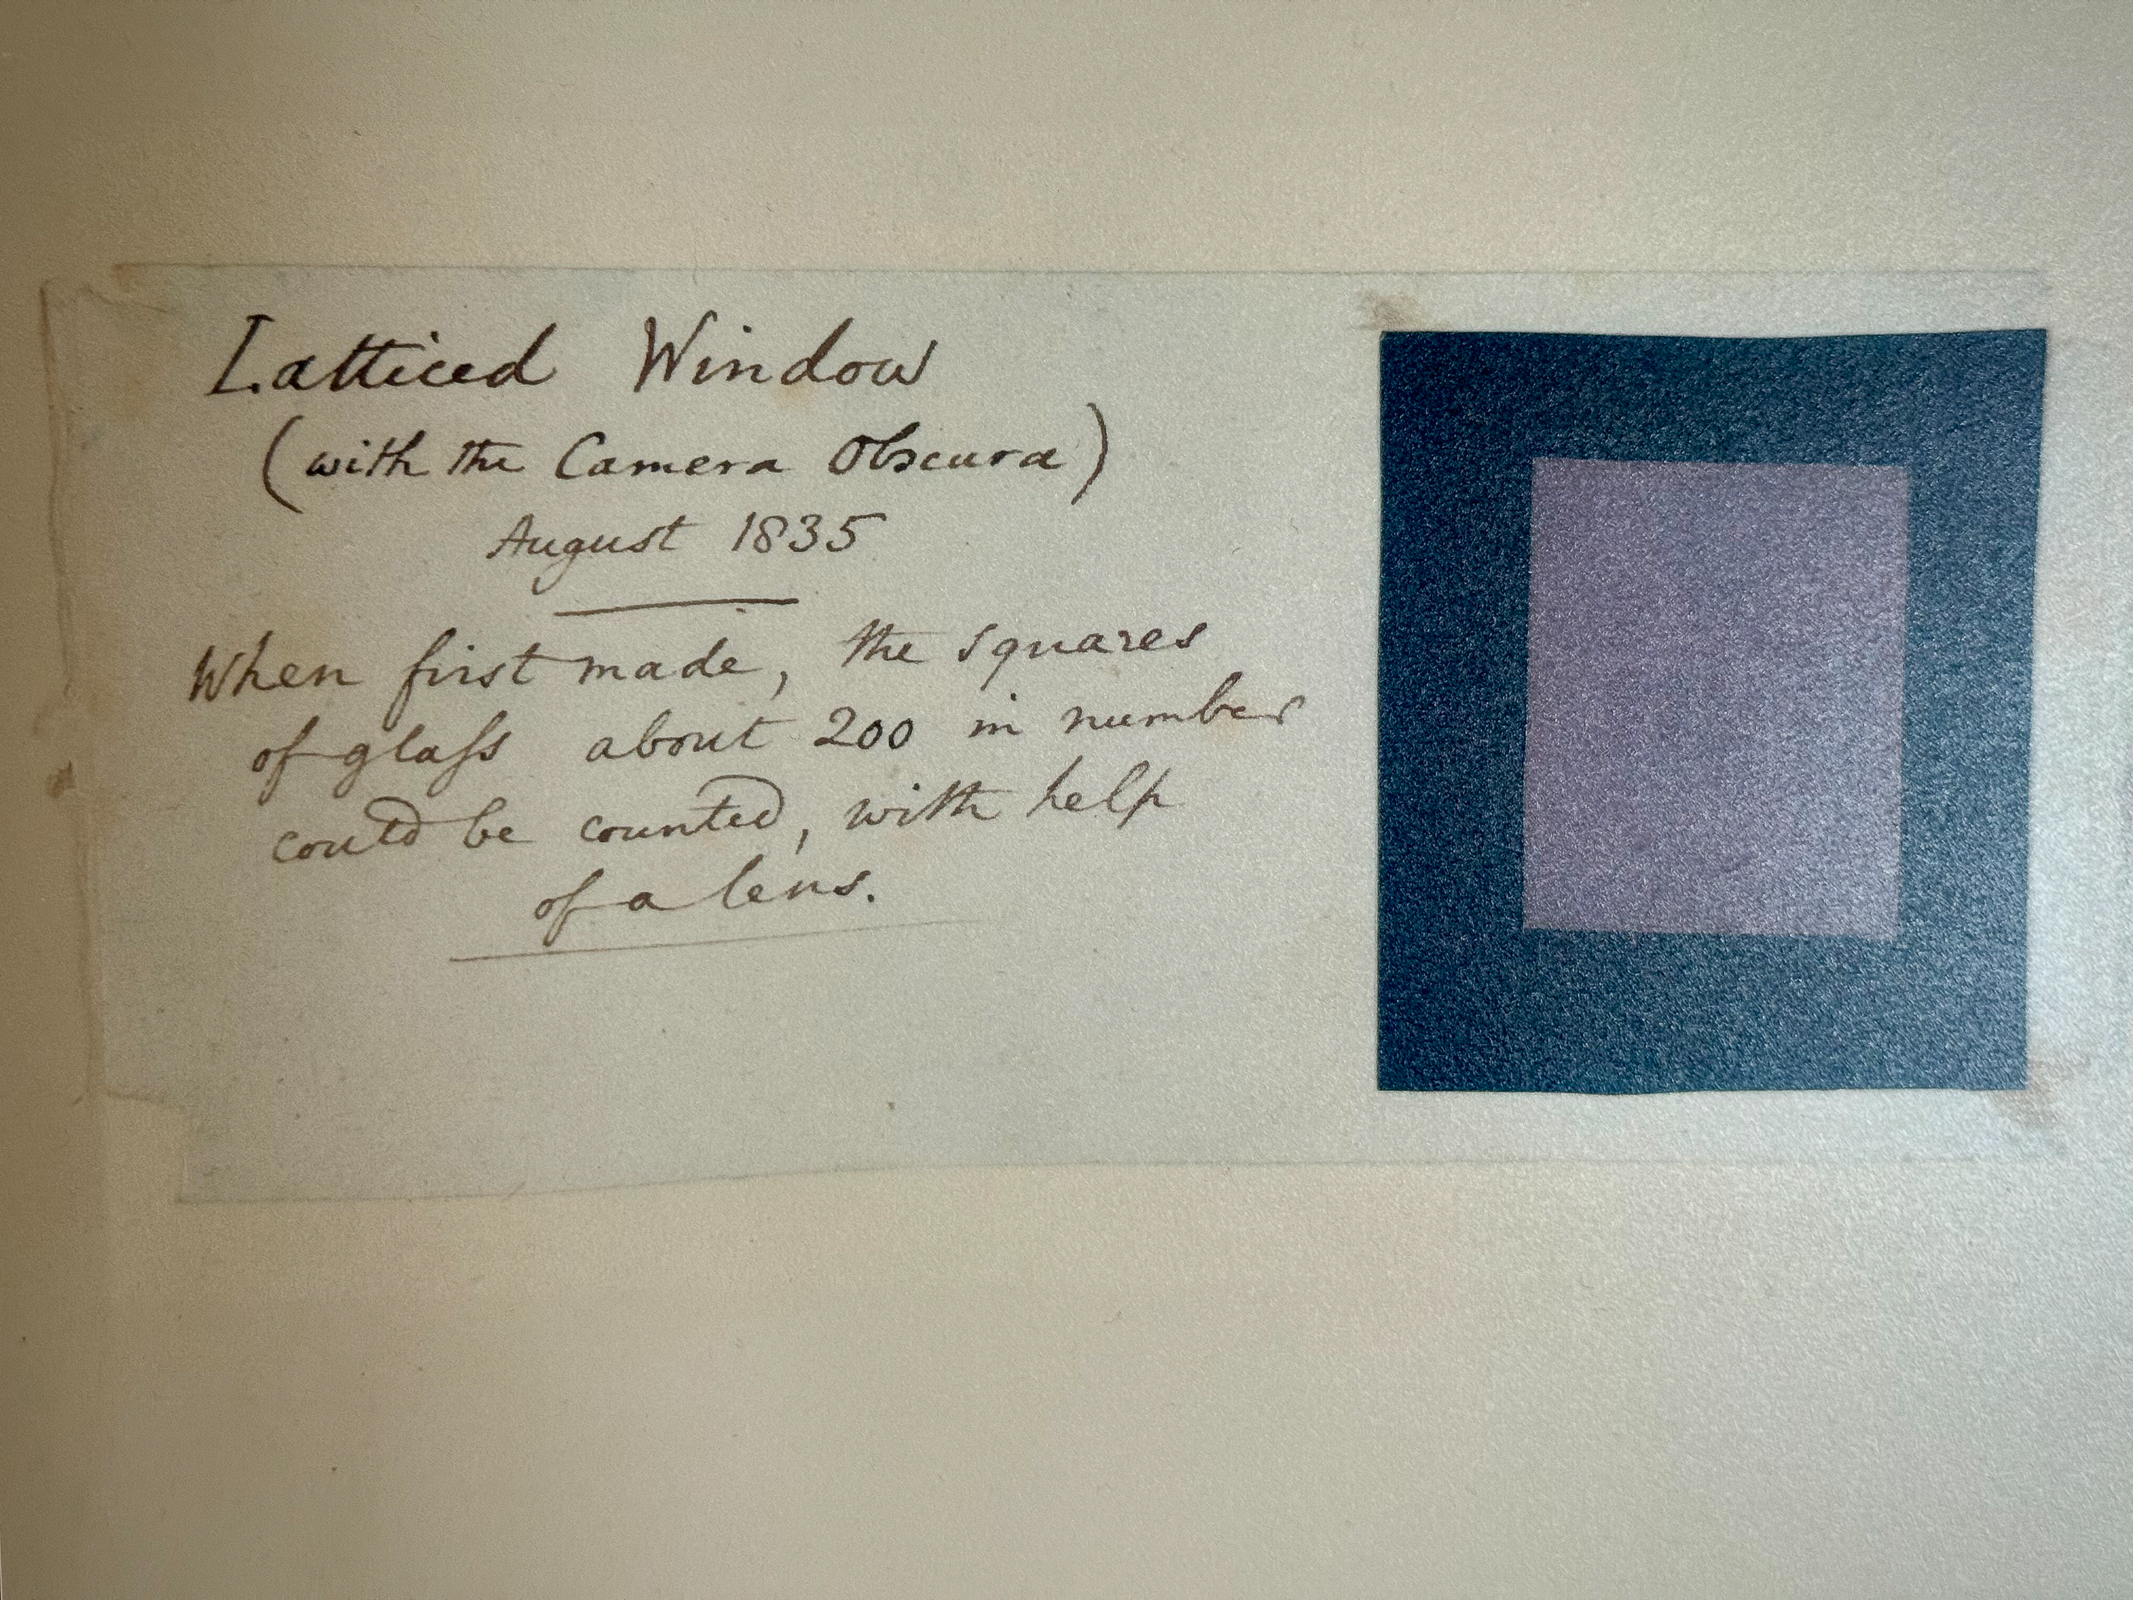 Latticed Window
(with the Camera Obscura)
August 1835
When first made, the squares
of glaſs about 200 in number
could be counted, with help
of a lens.